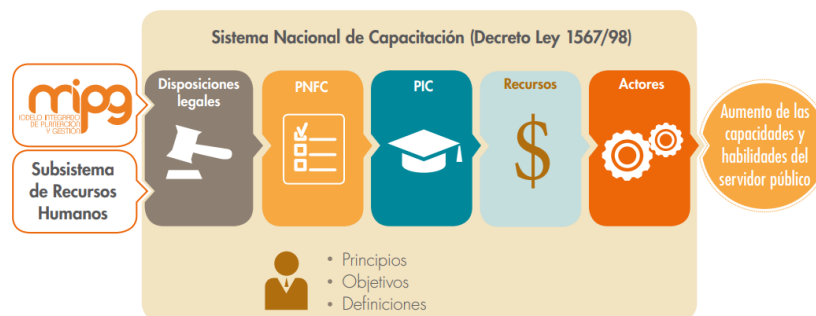 Sistema Nacional de Capacitación (Decreto Ley 1567/98)
mipg
MODELO INTEGRADO
DE PLANEACIÓN
Y GESTIÓN
Subsistema
de Recursos
Humanos
Disposiciones
legales
PNFC
PIC
Recursos
$
Actores
Aumento de las
capacidades y
habilidades del
servidor público
• Principios
• Objetivos
• Definiciones